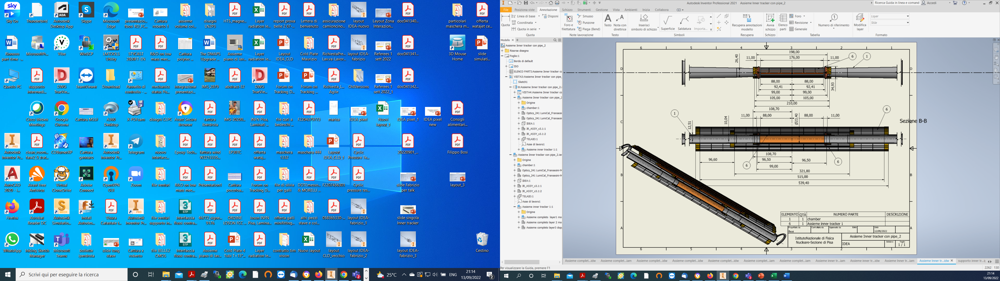 Sky Go
Thunderbird
Autodesk Desktop App
Skype
Microsoft Edge
presentazio... fbosi RD_FC...
Cattura roberto 1
assieme volume col...
disegni LN2P3
HTS_magne...
Layer radiation le...
report prova belle 2 07-...
Lettera di benvenuto
assicurazione camioncino...
layout IDEA-nuovo
Layout Zona Interazion...
doc041340...
particolari maschera m...
offerta watajet ce...
Rinnovo part-time -...
MicrosoftPr...
Vibe
WinSCP
LMTOOLS Utility
STYCAST 2850FT-EN
R&D on low mass mec...
Cattura polytec ...
The DMAPS Upgrade ...
Assieme piano di lav...
Layer radiation le...
Layout IDEA_CLD
Cold Plate Maurizio
RichiestaPre... Lav.va-Lavor...
layout IDEA-fabrizio
Referees 1 sett 2022
doc041341...
3D Mouse Home
slide simulati...
Questo PC
supporto intermedi...
DWG TrueVie...
TeamViewer
Download
Pannello di controllo - ...
mechanics status Pis...
integrazione presentazi...
IMG_2879
abstract-32
DWG TrueVie...
Forum on Tracking D...
Forum on Tracking ...
Richiesta_L... Agile
OldVersions
Referees 1 sett 2022_1
doc041342...
Cisco Webex Meetings
Google Chrome
Cattura M55J
A360 Desktop
X-PDFsam
disegni CEPC
Avast Secure Browser
fattura iberdrola
IMG-20200...
INFN Pisa, Laminati ...
file dati a bedeschi ...
F2204379773
marisa
IDEA pixel
Nuovi layout_1
IDEA pixel_1
IDEA pixel new
Consigli alimentari...
Autodesk Inventor Pr...
clean_room... fase2_9_trat...
CDBurnerXP
Cattura gennaro
Autodesk Inventor Pr...
Telegram
nuovo interfacc...
Epoxy-Tech...
fattura wind W2213335...
EP30TC
offerta wataj...
maschera 1332
maschera 444
Layout IDEA_CLD_1
Cyclic Pressure Te...
20220901_...
Filippo Bosi
AutoCAD 2020 - I...
Avast Free Antivirus
Virtual CloneDrive
Adobe Connect
OpenVPN GUI
Zoom
file venturi
R&D on low mass mec...
Presentation1
Cattura pocofoa...
Forum on Tracking D...
file di silvia per galli
DDTEmesso... & MORELLI ...
F2207456301
Cyclic pressure tes...
slide Fabrizio per talk
layout_3
Firefox
Acrobat Reader DC
Autodesk Simulatio...
Install Autodes...
Visura Catastale t...
Autodesk Inventor Pr...
file venturi supporto in...
Interfaccia flussi contra...
46772_signe... 9176
ORDINE LOSON FCC ...
loson INFN Pisa, Lamina...
offerta galli minifitting...
altri pezzi stave e col...
058365330-...
layout IDEA-fabrizio_1
slide singola Inner tracker
WhatsApp
Inkling Sketch Manager
Microsoft Teams
bollette iperdrola
slide long stave
Cattura x roberto
file BELLE2 CMOS
Interfaccia flussi contra...
Assieme piano di lav...
Cold Plate 4 Tubi T=15°...
Layer radiation le...
contratto tim vision
Nuovi layout
layout CLD_vecchio
layout IDEA-fabrizio_2
layout IDEA-fabrizio_3
Cestino
Scrivi qui per eseguire la ricerca
25°C
ENG
21:14
13/09/2022
Autodesk Inventor Professional 2021 Assieme Inner tracker con pipe_2
Ricerca Guida in linea e comand
Accedi
File Posiziona viste Annotazione Schizzo Strumenti Gestione Vista Ambienti Inizia Collabora
Quota
Linea di base
Disponi
Coordinata
Quota in serie
Quota
Foro e filettatura
Smusso
Punzone
Piega (Bend)
Note lavorazione
Testo
Nota con direttrice
Testo
Inserisci simbolo di schizzo
Superficie Saldatura Importa...
Simboli
Recupera annotazioni modello
Recupera
Avvia schizzo
Schizzo
Elenco parti
Foro
Revisione
Generale
Numero di riferimento
Tabella
Modifica layer
Layer
Stile
Formato
Modello
Assieme Inner tracker con pipe_2
Risorse disegno
Foglio:1
Bordo di default
ISO
ELENCO PARTI:Assieme Inner tracker cc
VISTA3:Assieme Inner tracker con pipe_
Sketch1
B:Assieme Inner tracker con pipe_2.i
VISTA4:Assieme Inner tracker cc
Assieme Inner tracker con pipe_2
Origine
chamber:1
Optics_241 LumiCal_Fransesini
Optics_241 LumiCal_Fransesini
IDEA:1
IR_ASSY_v3.1:1
IR_ASSY_v3.1:2
TELAIO:1
Asse di lavoro1
Assieme inner tracker 1:1
Assieme Inner tracker con pipe_2.iam
Origine
chamber:1
Optics_241 LumiCal_Fransesini-M
Optics_241 LumiCal_Fransesini-M
IDEA:1
IR_ASSY_v3.1:1
IR_ASSY_v3.1:2
TELAIO:1
Asse di lavoro1
Assieme inner tracker 1:1
Origine
Assieme completo layer1 mo
Assieme completo layer 2 mo
Assieme completo layer3 dopp
6 5 4 3 2 1
198,00
176,00
11,00
11,00
26,40
6
1
D
D
88,00 88,00
92,41 92,41
34,93
99,00 99,00
105,00 105,00
210,00
108,70
11,00 88,00 88,00 11,00
10,04
Ø23,40
12,51
1
6
C
Sezione B-B
108,70
96,60 96,50 96,50
6
6
99,00
321,80
515,00
539,40
B
B
ELEMENTO QTÀ NUMERO PARTE DESCRIZIONE
1 1 chamber
6 1 Assieme inner tracker 1
A
A
Progettato da
fbosi
Controllato da
Approvato da
Data
Data
12/09/2022
IstitutoNazionale di Fisica
Nucleare-Sezione di Pisa
Assieme Inner tracker con pipe_2
IDEA
Edizione
Foglio
1 / 1
6 5 4 3 2 1
Assieme complet...idw Assieme complet...iam Assieme complet...idw Assieme complet...idw Assieme complet...iam Assieme complet...iam Assieme inner tr...iam Assieme inner tr...idw Assieme Inner tr...iam Assieme Inner tr...idw supporto inner tr...i
Per visualizzare la Guida, premere F1
2262 130
21:14
13/09/2022